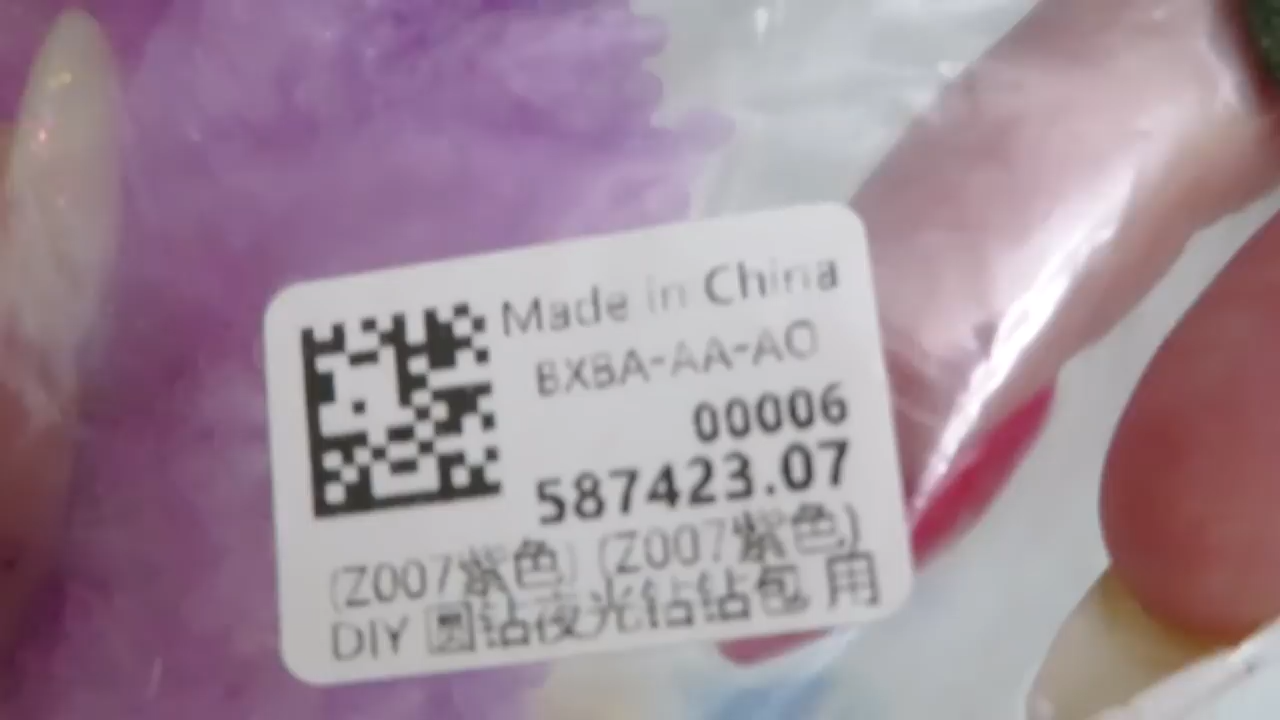 Made in China
BXBA-AA-AO
00006
587423.07
(Z007紫色) (Z007紫色)
DIY 圆钻夜光钻钻包 用